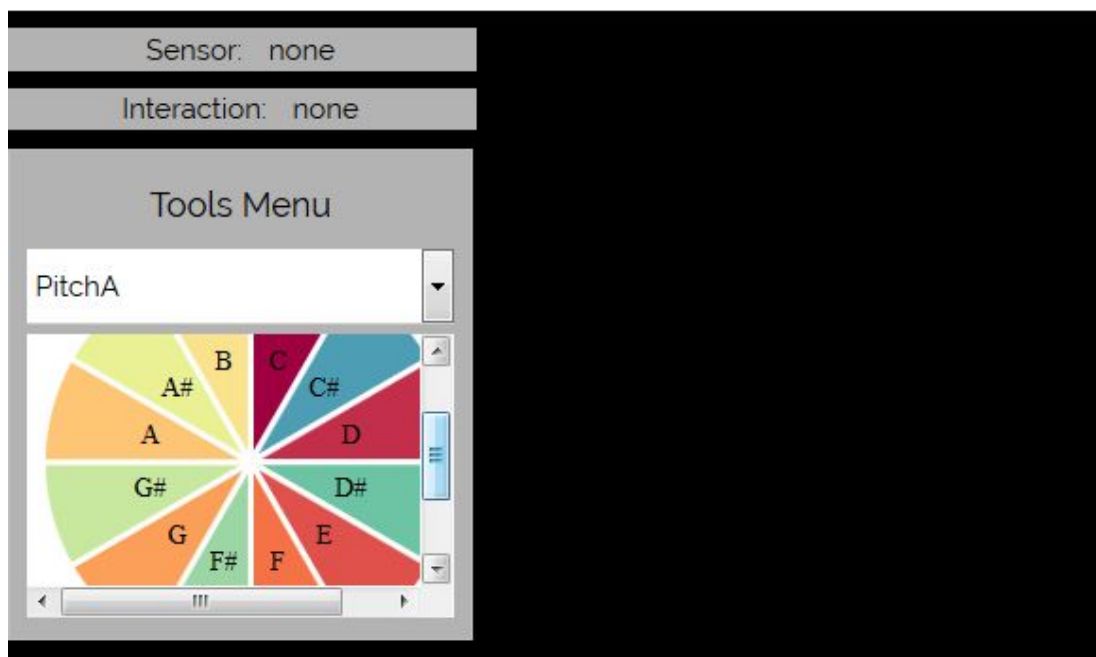 Sensor: none
Interaction: none
Tools Menu
PitchA
B C
A# C#
A D
G# D#
G E
F# F